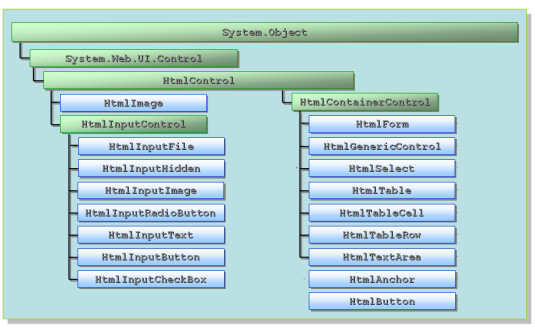 System.Object
System.Web.UI.Control
HtmlControl
HtmlImage
HtmlInputControl
HtmlInputFile
HtmlInputHidden
HtmlInputImage
HtmlInputRadioButton
HtmlInputText
HtmlInputButton
HtmlInputCheckBox
HtmlContainerControl
HtmlForm
HtmlGenericControl
HtmlSelect
HtmlTable
HtmlTableCell
HtmlTableRow
HtmlTextArea
HtmlAnchor
HtmlButton